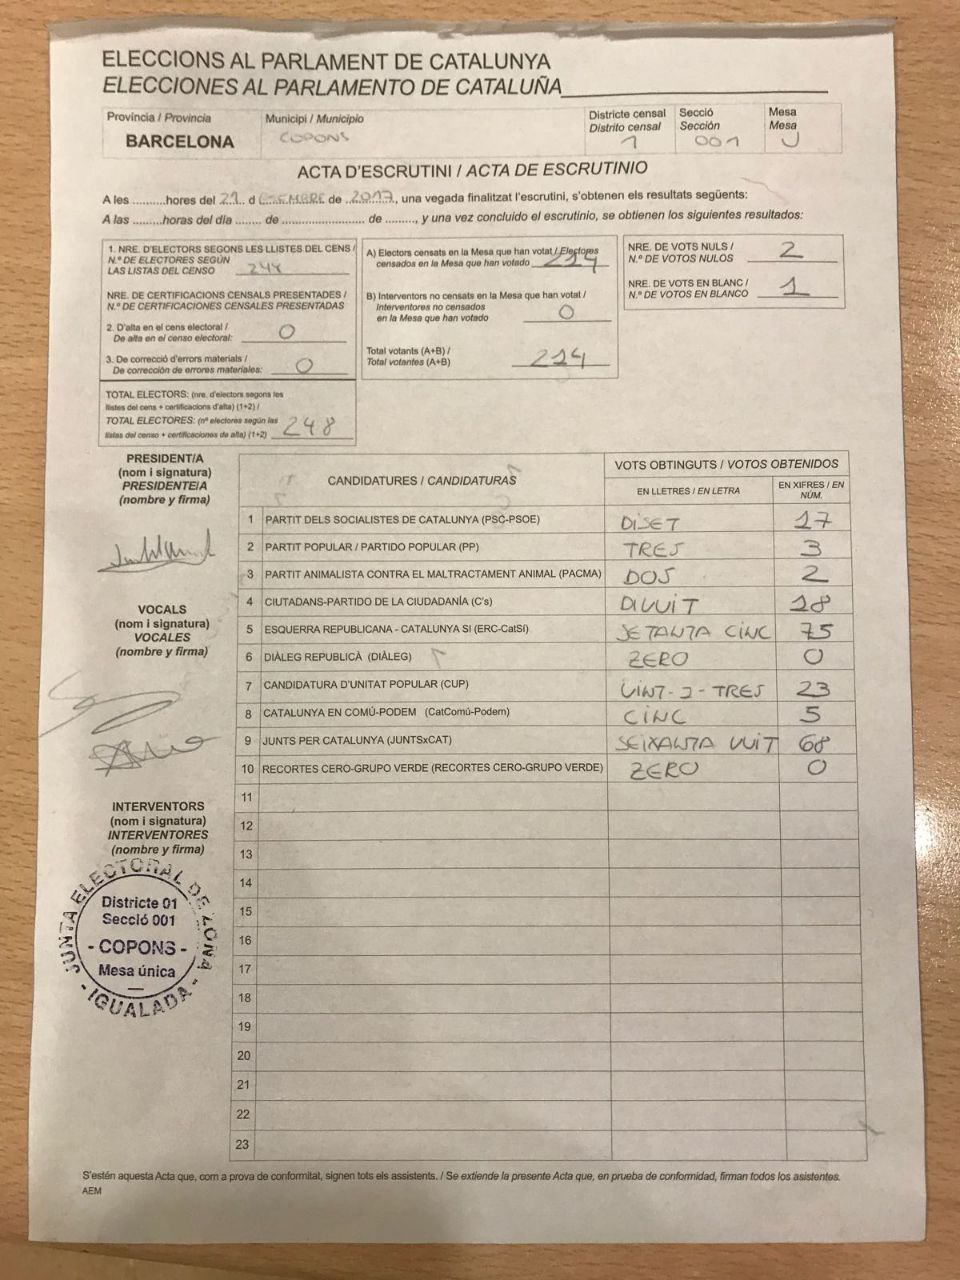 ELECCIONS AL PARLAMENT DE CATALUNYA
ELECCIONES AL PARLAMENTO DE CATALUÑA
Província / Provincia
BARCELONA
Municipi / Municipio
COPONS
Districte censal
Distrito censal
1
Secció
Sección
001
Mesa
Mesa
U
ACTA D'ESCRUTINI / ACTA DE ESCRUTINIO
A les ..........hores del 21.. d DESEMBRE de ..2017.., una vegada finalitzat l'escrutini, s'obtenen els resultats següents:
A las .........horas del día ....... de ........................ de ........., y una vez concluido el escrutinio, se obtienen los siguientes resultados:
1. NRE. D'ELECTORS SEGONS LES LLISTES DEL CENS /
N.º DE ELECTORES SEGÚN
LAS LISTAS DEL CENSO 248
NRE. DE CERTIFICACIONS CENSALS PRESENTADES /
N.º DE CERTIFICACIONES CENSALES PRESENTADAS
2. D'alta en el cens electoral /
De alta en el censo electoral: 0
3. De correcció d'errors materials /
De corrección de errores materiales: 0
TOTAL ELECTORS: (nre. d'electors segons les
llistes del cens + certificacions d'alta) (1+2) /
TOTAL ELECTORES: (nº electores según las
listas del censo + certificaciones de alta) (1+2) 248
A) Electors censats en la Mesa que han votat / Electores
censados en la Mesa que han votado 214
B) Interventors no censats en la Mesa que han votat /
Interventores no censados
en la Mesa que han votado 0
Total votants (A+B) /
Total votantes (A+B) 214
NRE. DE VOTS NULS /
N.º DE VOTOS NULOS 2
NRE. DE VOTS EN BLANC /
N.º DE VOTOS EN BLANCO 1
PRESIDENT/A
(nom i signatura)
PRESIDENTE/A
(nombre y firma)
VOCALS
(nom i signatura)
VOCALES
(nombre y firma)
INTERVENTORS
(nom i signatura)
INTERVENTORES
(nombre y firma)
JUNTA ELECTORAL DE ZONA
Districte 01
Secció 001
- COPONS -
Mesa única
- IGUALADA -
CANDIDATURES / CANDIDATURAS
VOTS OBTINGUTS / VOTOS OBTENIDOS
EN LLETRES / EN LETRA
EN XIFRES / EN NÚM.
1 PARTIT DELS SOCIALISTES DE CATALUNYA (PSC-PSOE) DISET 17
2 PARTIT POPULAR / PARTIDO POPULAR (PP) TRES 3
3 PARTIT ANIMALISTA CONTRA EL MALTRACTAMENT ANIMAL (PACMA) DOS 2
4 CIUTADANS-PARTIDO DE LA CIUDADANÍA (C's) DIVUIT 18
5 ESQUERRA REPUBLICANA - CATALUNYA SI (ERC-CatSí) SETANTA CINC 75
6 DIÀLEG REPUBLICÀ (DIÀLEG) ZERO 0
7 CANDIDATURA D'UNITAT POPULAR (CUP) VINT-I-TRES 23
8 CATALUNYA EN COMÚ-PODEM (CatComú-Podem) CINC 5
9 JUNTS PER CATALUNYA (JUNTSxCAT) SEIXANTA VUIT 68
10 RECORTES CERO-GRUPO VERDE (RECORTES CERO-GRUPO VERDE) ZERO 0
11
12
13
14
15
16
17
18
19
20
21
22
23
S'estén aquesta Acta que, com a prova de conformitat, signen tots els assistents. / Se extiende la presente Acta que, en prueba de conformidad, firman todos los asistentes.
AEM